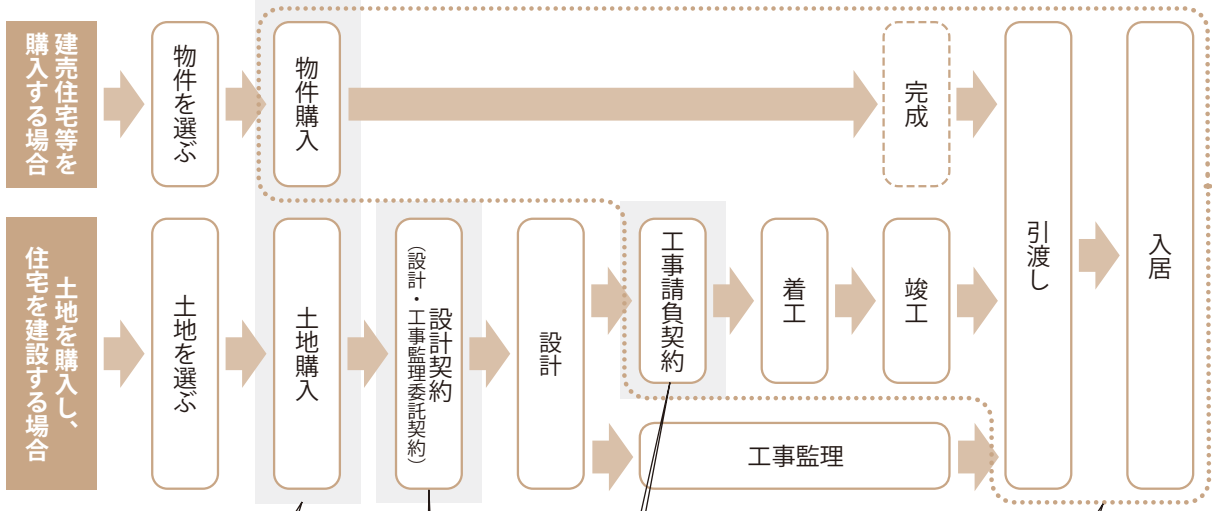 建売住宅等を
購入する場合
物件を選ぶ
物件購入
完成
引渡し
入居
土地を購入し、
住宅を建設する場合
土地を選ぶ
土地購入
設計契約
（設計・工事監理委託契約）
設計
工事請負契約
着工
竣工
工事監理